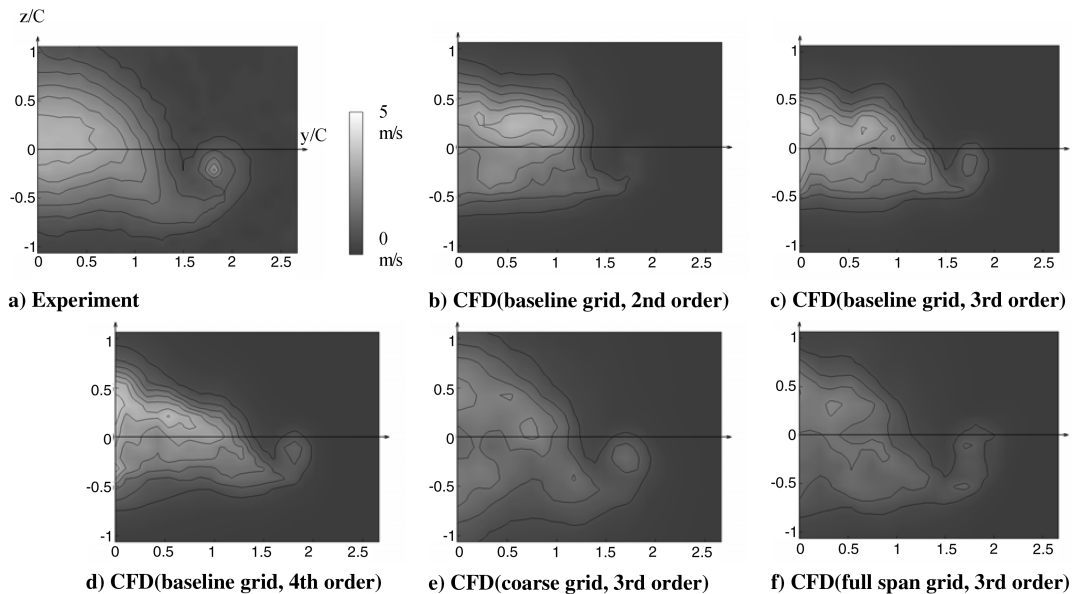 z/C
1
0.5
0
-0.5
-1
0 0.5 1 1.5 2 2.5
y/C
5
m/s
0
m/s
a) Experiment
1
0.5
0
-0.5
-1
0 0.5 1 1.5 2 2.5
b) CFD(baseline grid, 2nd order)
1
0.5
0
-0.5
-1
0 0.5 1 1.5 2 2.5
c) CFD(baseline grid, 3rd order)
1
0.5
0
-0.5
-1
0 0.5 1 1.5 2 2.5
d) CFD(baseline grid, 4th order)
1
0.5
0
-0.5
-1
0 0.5 1 1.5 2 2.5
e) CFD(coarse grid, 3rd order)
1
0.5
0
-0.5
-1
0 0.5 1 1.5 2 2.5
f) CFD(full span grid, 3rd order)